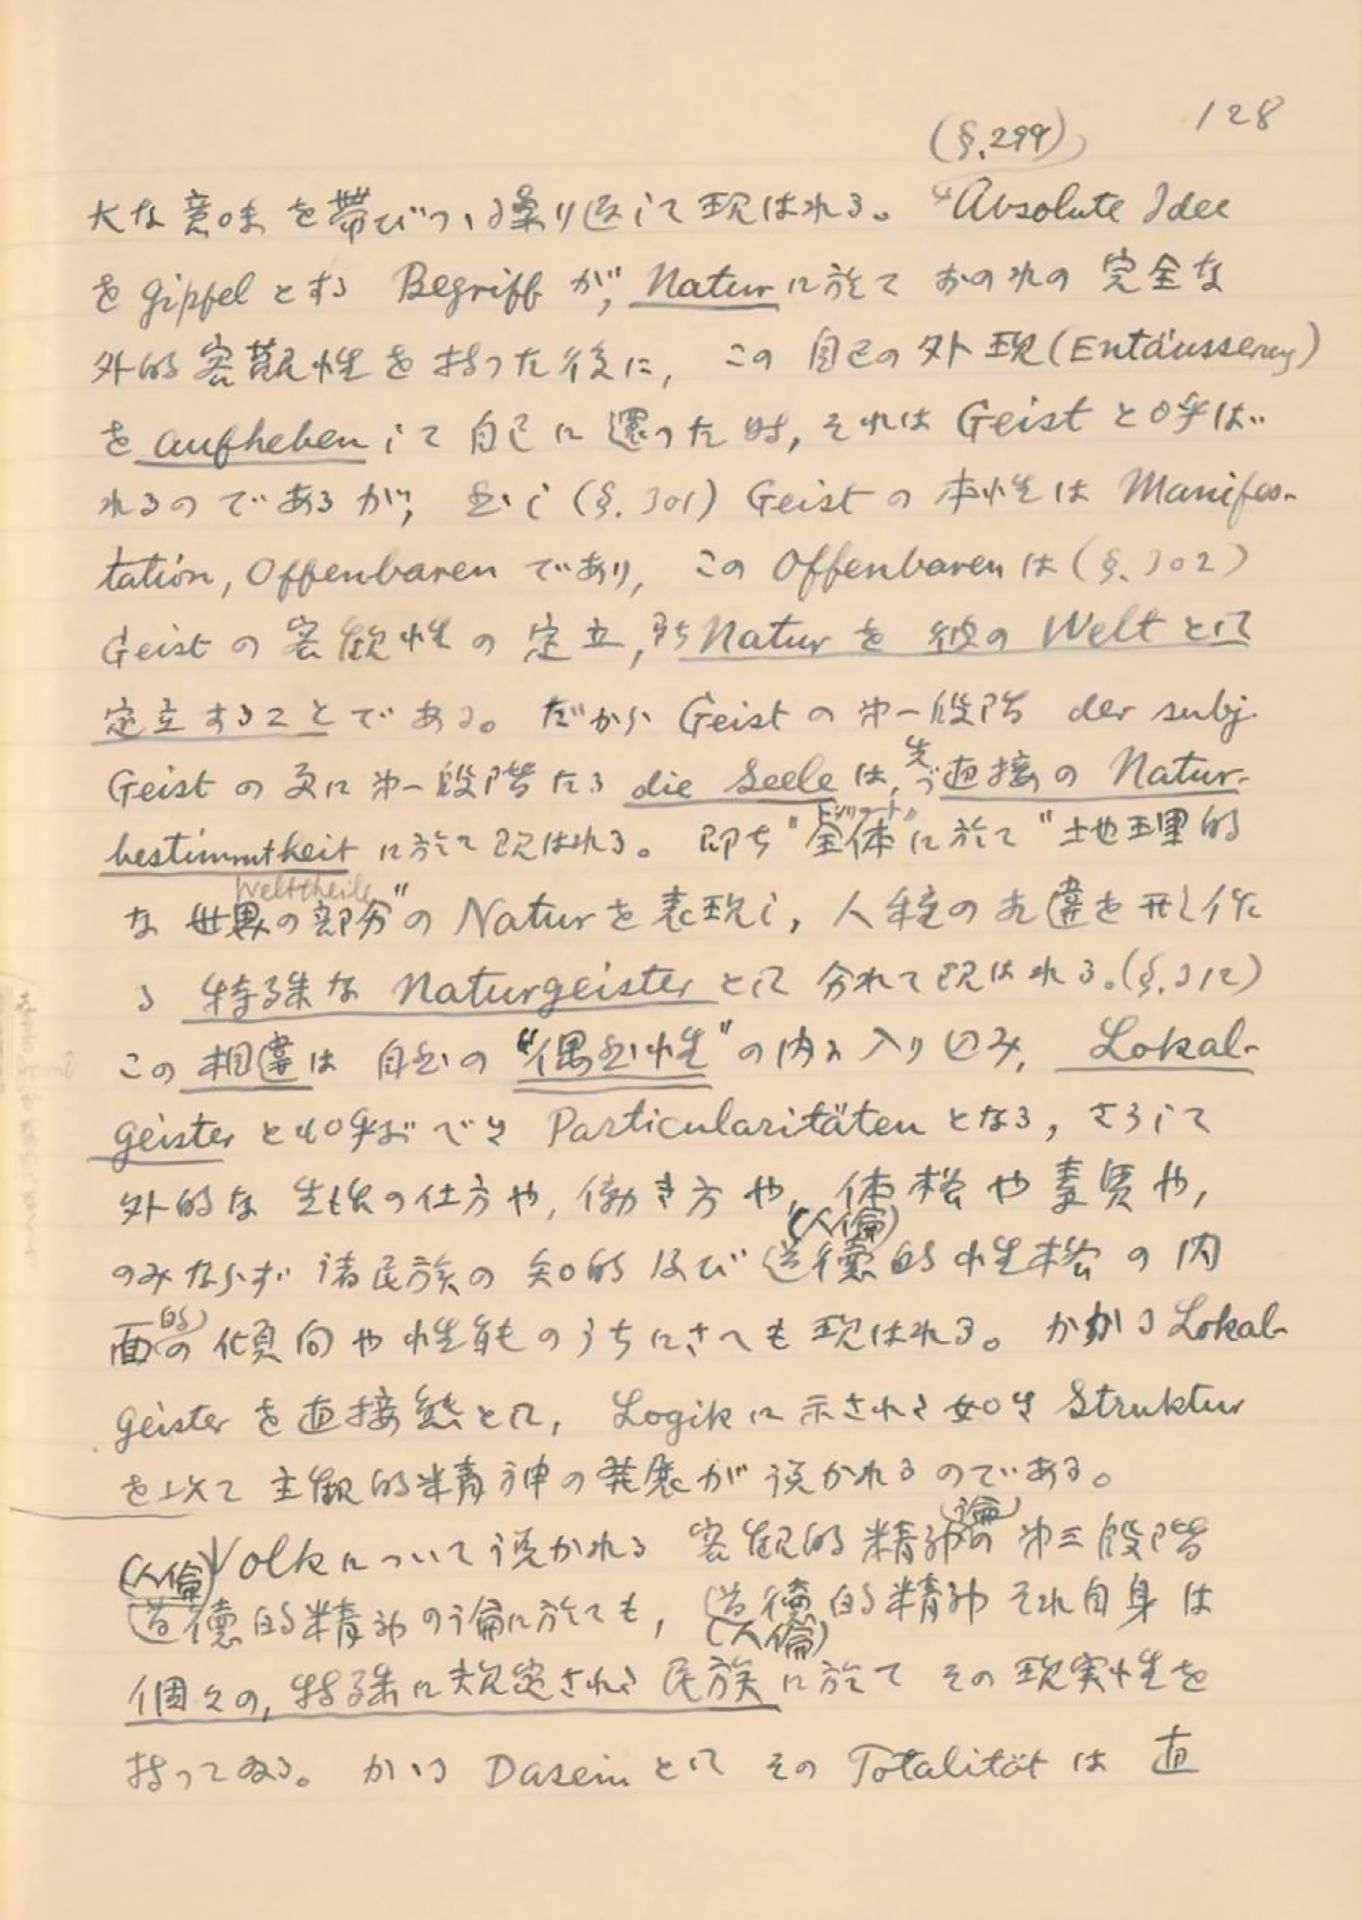 128
(§.299)
大な意味を帯びつゝ繰り返して現はれる。 Absolute Idee
を Gipfel とする Begriff が, Natur に於て おのれの 完全な
外的客観性を持った後に, この 自己の外現(Entäusserung)
を aufheben して 自己に還った時, それは Geist と呼ば
れるのであるが, 然し (§.301) Geist の 本性は Manifes-
tation, Offenbaren であり, この Offenbaren は (§.302)
Geist の 客観性の 定立, 即ち Natur を 彼の Welt として
定立することである。だから Geist の 第一段階 der subj.
Geist の 更に第一段階たる die Seele は, 先づ 直接の Natur-
bestimmtheit に於て現はれる。 即ち "全体"に於て "地理的
Welttheile
な 世界の部分"の Natur を表現し, 人種の相違を形作
る 特殊な Naturgeister として 分れて現はれる。(§.312)
この 相違は 自然の "偶然性"の内に入り込み, Lokal-
geister とも呼ぶべき Particularitäten となる, さうして
外的な 生活の仕方や, 働き方や, 体格や素質や,
のみならず 諸民族の 知的及び 道徳(人倫)的性格の内
面の(的)傾向や性能のうちにさへも現はれる。かかる Lokal-
geister を直接態として, Logik に示された如き Struktur
を以て 主観的精神の発展が説かれるのである。
Volk について説かれる 客観的精神の(論) 第三段階
(人倫)道徳的精神の論に於ても, 道徳(人倫)的精神それ自身は
個々の, 特殊に規定された民族に於て その現実性を
持ってゐる。かゝる Dasein として その Totalität は 直